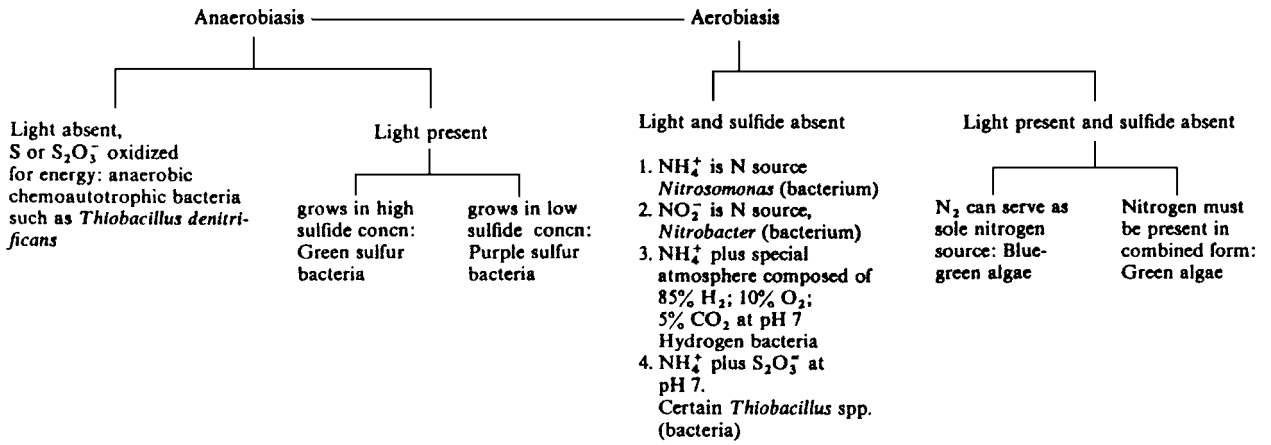 Anaerobiasis
Aerobiasis
Light absent,
S or S₂O₃⁻ oxidized
for energy: anaerobic
chemoautotrophic bacteria
such as Thiobacillus denitri-
ficans
Light present
grows in high
sulfide concn:
Green sulfur
bacteria
grows in low
sulfide concn:
Purple sulfur
bacteria
Light and sulfide absent
1. NH₄⁺ is N source
Nitrosomonas (bacterium)
2. NO₂⁻ is N source,
Nitrobacter (bacterium)
3. NH₄⁺ plus special
atmosphere composed of
85% H₂; 10% O₂;
5% CO₂ at pH 7
Hydrogen bacteria
4. NH₄⁺ plus S₂O₃⁻ at
pH 7.
Certain Thiobacillus spp.
(bacteria)
Light present and sulfide absent
N₂ can serve as
sole nitrogen
source: Blue-
green algae
Nitrogen must
be present in
combined form:
Green algae